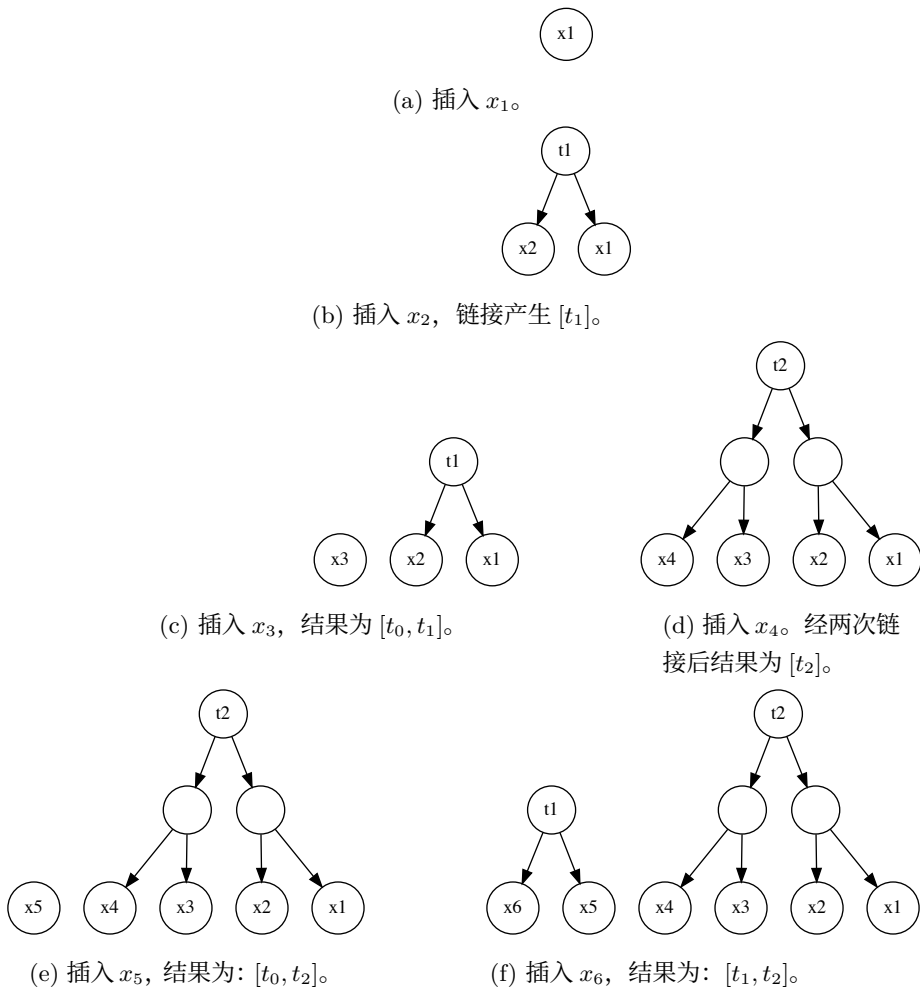 x1
(a) 插入 x₁。
t1
x2 x1
(b) 插入 x₂，链接产生 [t₁]。
t2
t1
x3 x2 x1
x4 x3 x2 x1
(c) 插入 x₃，结果为 [t₀, t₁]。
(d) 插入 x₄。经两次链
接后结果为 [t₂]。
t2
t2
t1
x5 x4 x3 x2 x1
x6 x5 x4 x3 x2 x1
(e) 插入 x₅, 结果为: [t₀, t₂]。
(f) 插入 x₆，结果为：[t₁, t₂]。